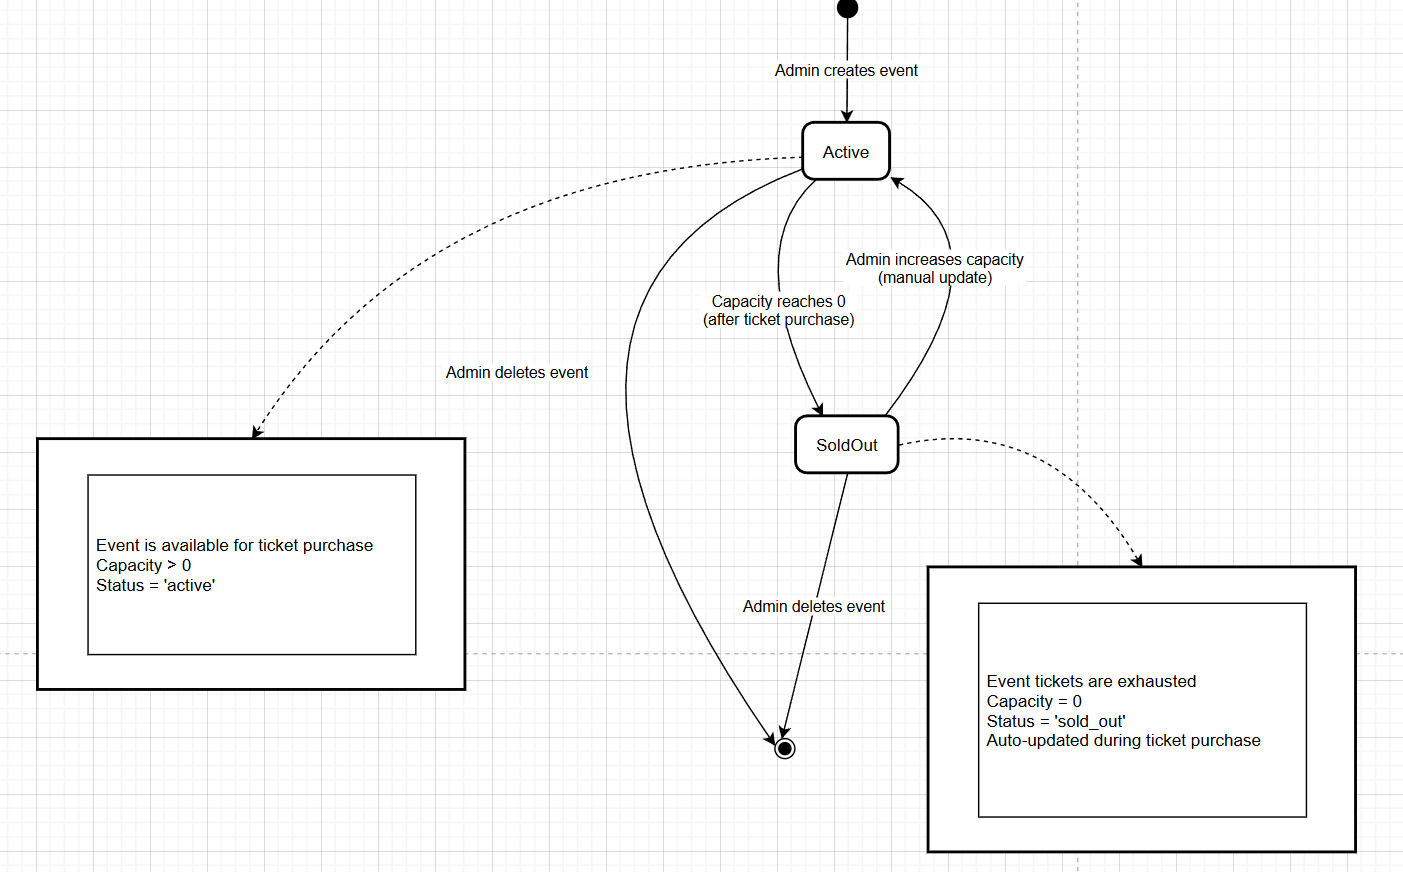 Admin creates event
Active
Admin increases capacity
(manual update)
Capacity reaches 0
(after ticket purchase)
Admin deletes event
SoldOut
Event is available for ticket purchase
Capacity > 0
Status = 'active'
Admin deletes event
Event tickets are exhausted
Capacity = 0
Status = 'sold_out'
Auto-updated during ticket purchase